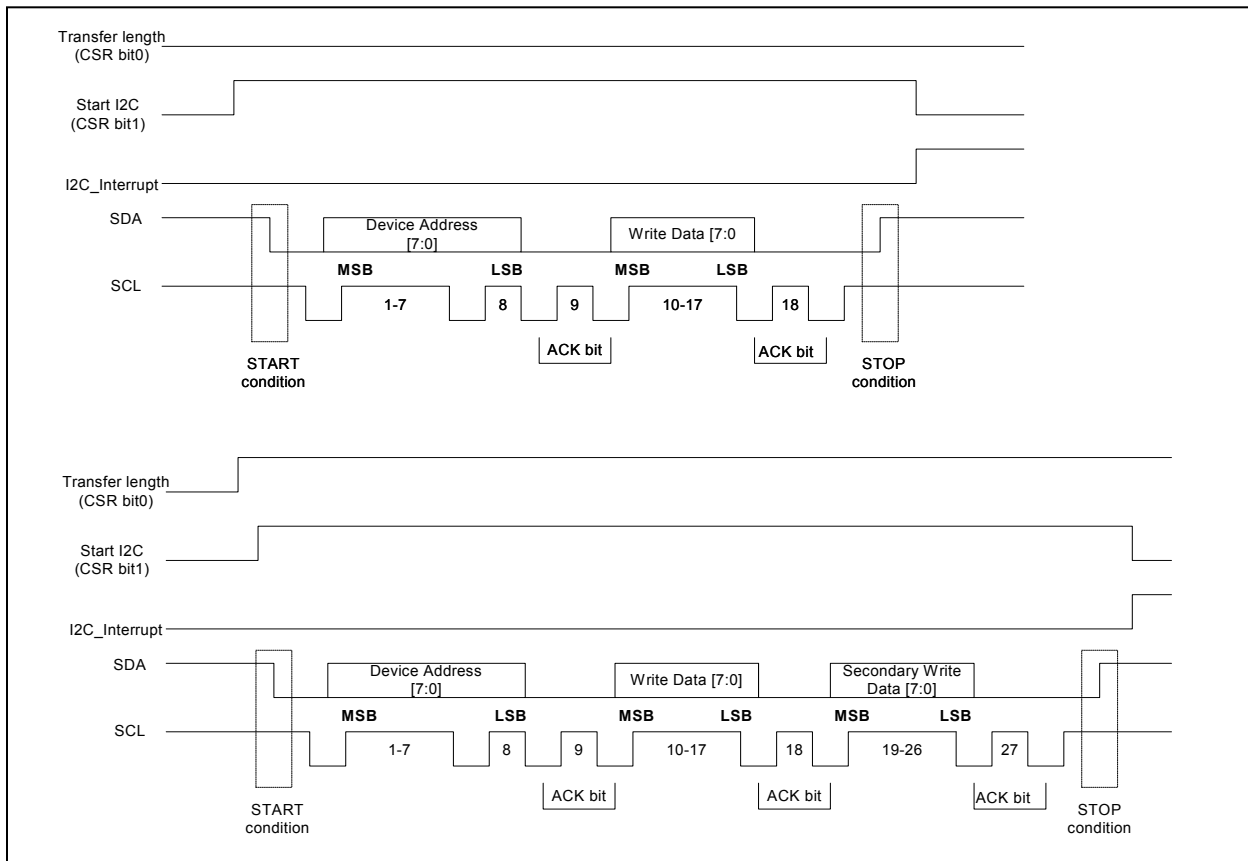 Transfer length
(CSR bit0)
Start I2C
(CSR bit1)
I2C_Interrupt
SDA
Device Address
[7:0]
Write Data [7:0
MSB
LSB
MSB
LSB
SCL
1-7
8
9
10-17
18
ACK bit
ACK bit
START
condition
STOP
condition
Transfer length
(CSR bit0)
Start I2C
(CSR bit1)
I2C_Interrupt
SDA
Device Address
[7:0]
Write Data [7:0]
Secondary Write
Data [7:0]
MSB
LSB
MSB
LSB
MSB
LSB
SCL
1-7
8
9
10-17
18
19-26
27
ACK bit
ACK bit
ACK bit
START
condition
STOP
condition